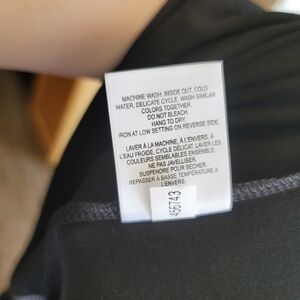 MACHINE WASH, INSIDE OUT, COLD
WATER, DELICATE CYCLE. WASH SIMILAR
COLORS TOGETHER.
DO NOT BLEACH.
HANG TO DRY.
IRON AT LOW SETTING ON REVERSE SIDE.
LAVER À LA MACHINE, À L'ENVERS, À
L'EAU FROIDE, CYCLE DÉLICAT. LAVER LES
COULEURS SEMBLABLES ENSEMBLE.
NE PAS JAVELLISER.
SUSPENDRE POUR SÉCHER.
REPASSER À BASSE TEMPÉRATURE À
L'ENVERS.
456743